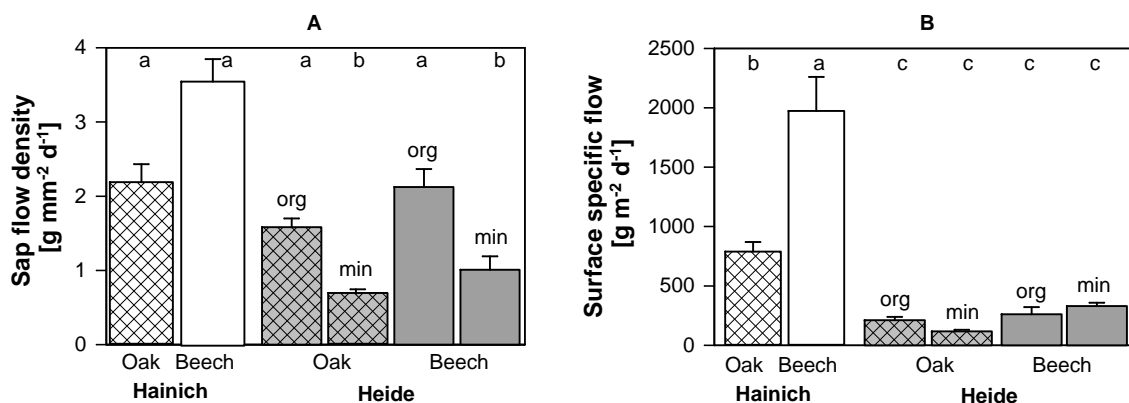 A
Sap flow density
[g mm-2 d-1]
4
3
2
1
0
a a a b a b
org
min
org
min
Oak Beech Oak Beech
Hainich Heide
B
Surface specific flow
[g m-2 d-1]
2500
2000
1500
1000
500
0
b a c c c c
org
min
org
min
Oak Beech Oak Beech
Hainich Heide